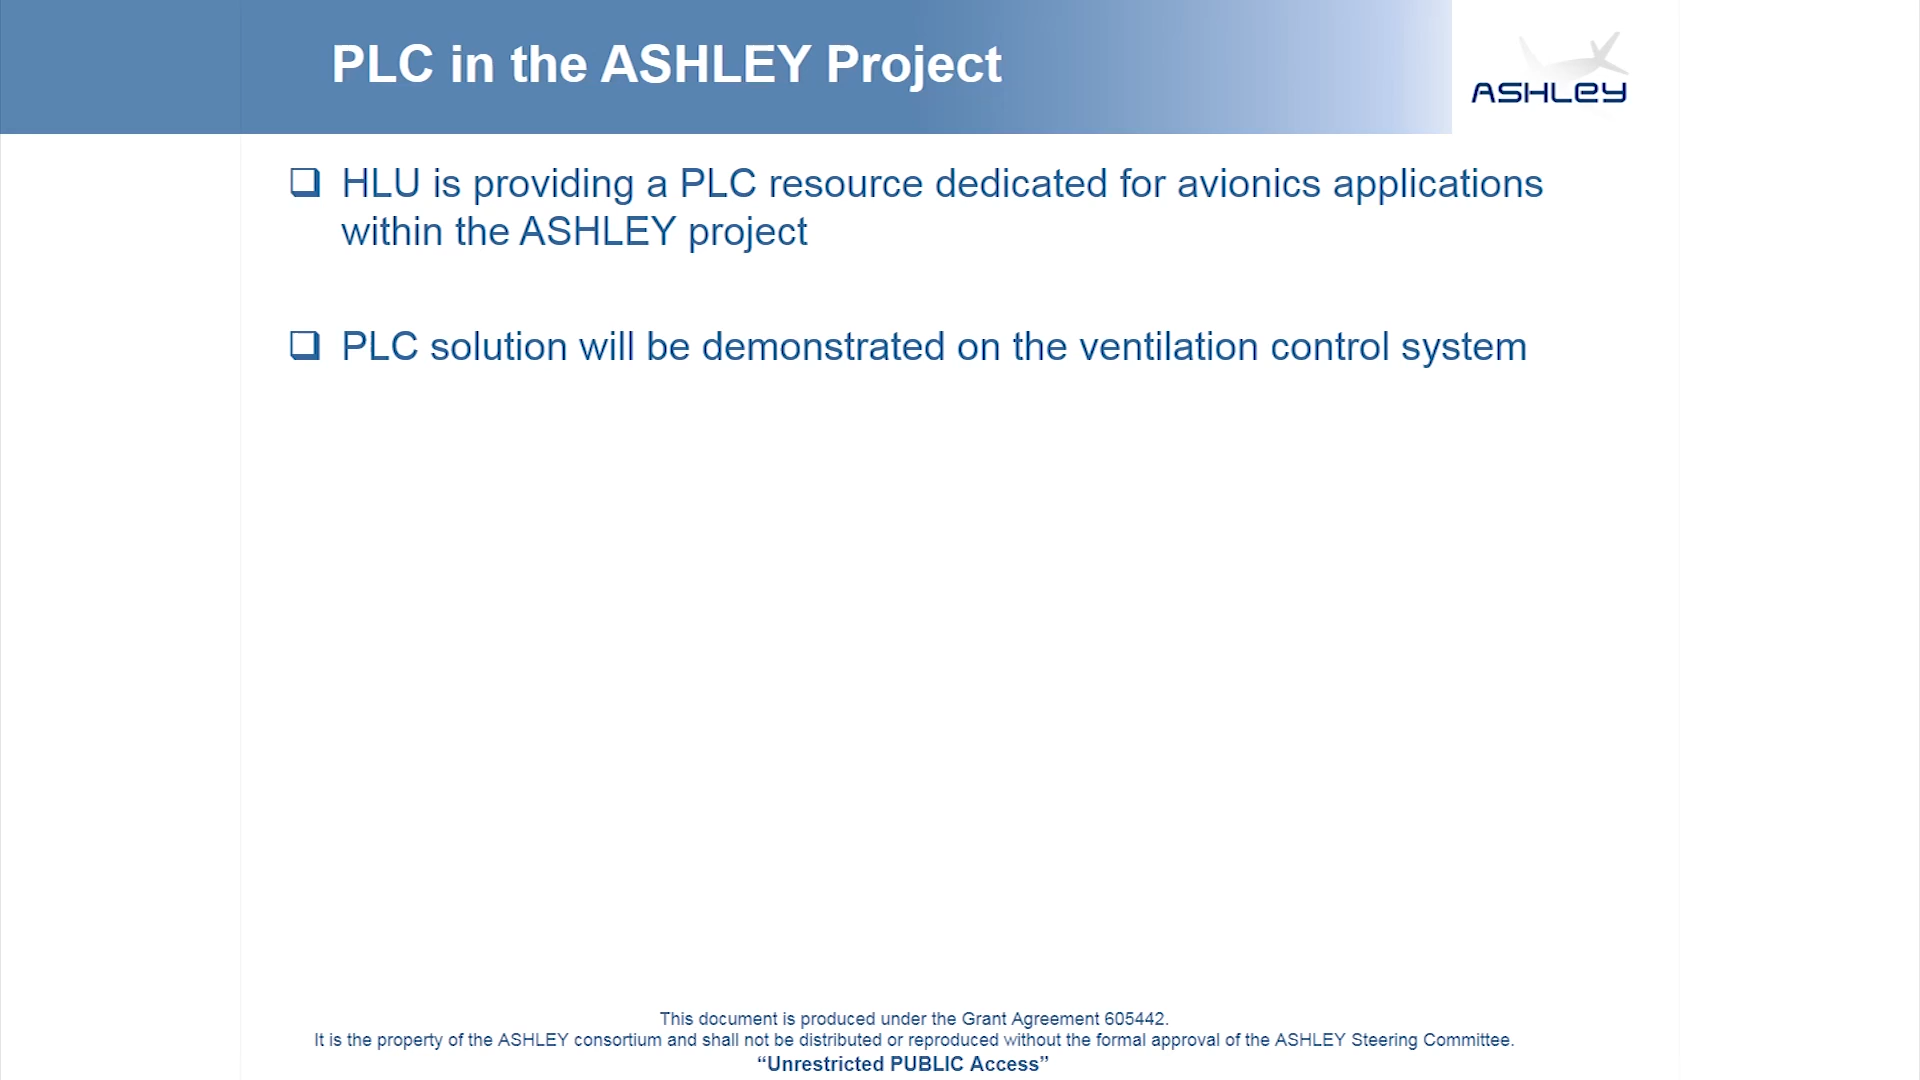 PLC in the ASHLEY Project
ASHLEY
HLU is providing a PLC resource dedicated for avionics applications
within the ASHLEY project
PLC solution will be demonstrated on the ventilation control system
This document is produced under the Grant Agreement 605442.
It is the property of the ASHLEY consortium and shall not be distributed or reproduced without the formal approval of the ASHLEY Steering Committee.
“Unrestricted PUBLIC Access”